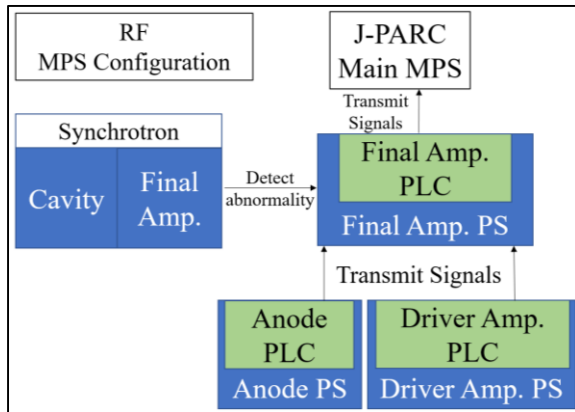 RF
MPS Configuration
J-PARC
Main MPS
Transmit
Signals
Synchrotron
Cavity
Final
Amp.
Detect
abnormality
Final Amp.
PLC
Final Amp. PS
Transmit Signals
Anode
PLC
Anode PS
Driver Amp.
PLC
Driver Amp. PS